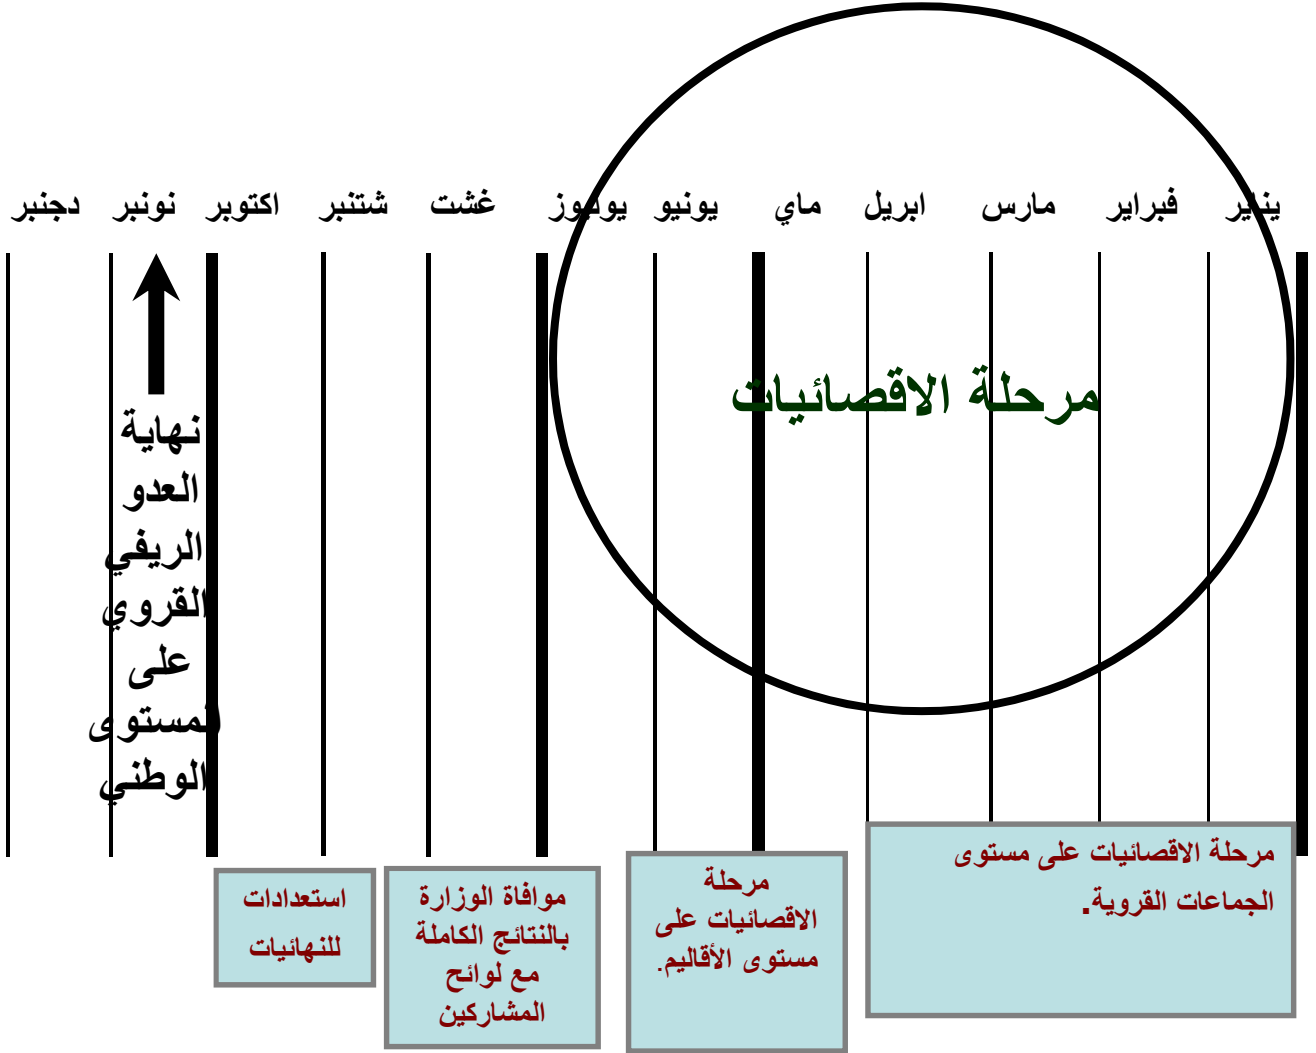 يناير فبراير مارس ابريل ماي يونيو يوليوز غشت شتنبر اكتوبر نونبر دجنبر
مرحلة الاقصائيات
نهاية
العدو
الريفي
القروي
على
المستوى
الوطني
مرحلة الاقصائيات على مستوى
الجماعات القروية.
مرحلة
الاقصائيات على
مستوى الأقاليم.
موافاة الوزارة
بالنتائج الكاملة
مع لوائح
المشاركين
استعدادات
للنهائيات